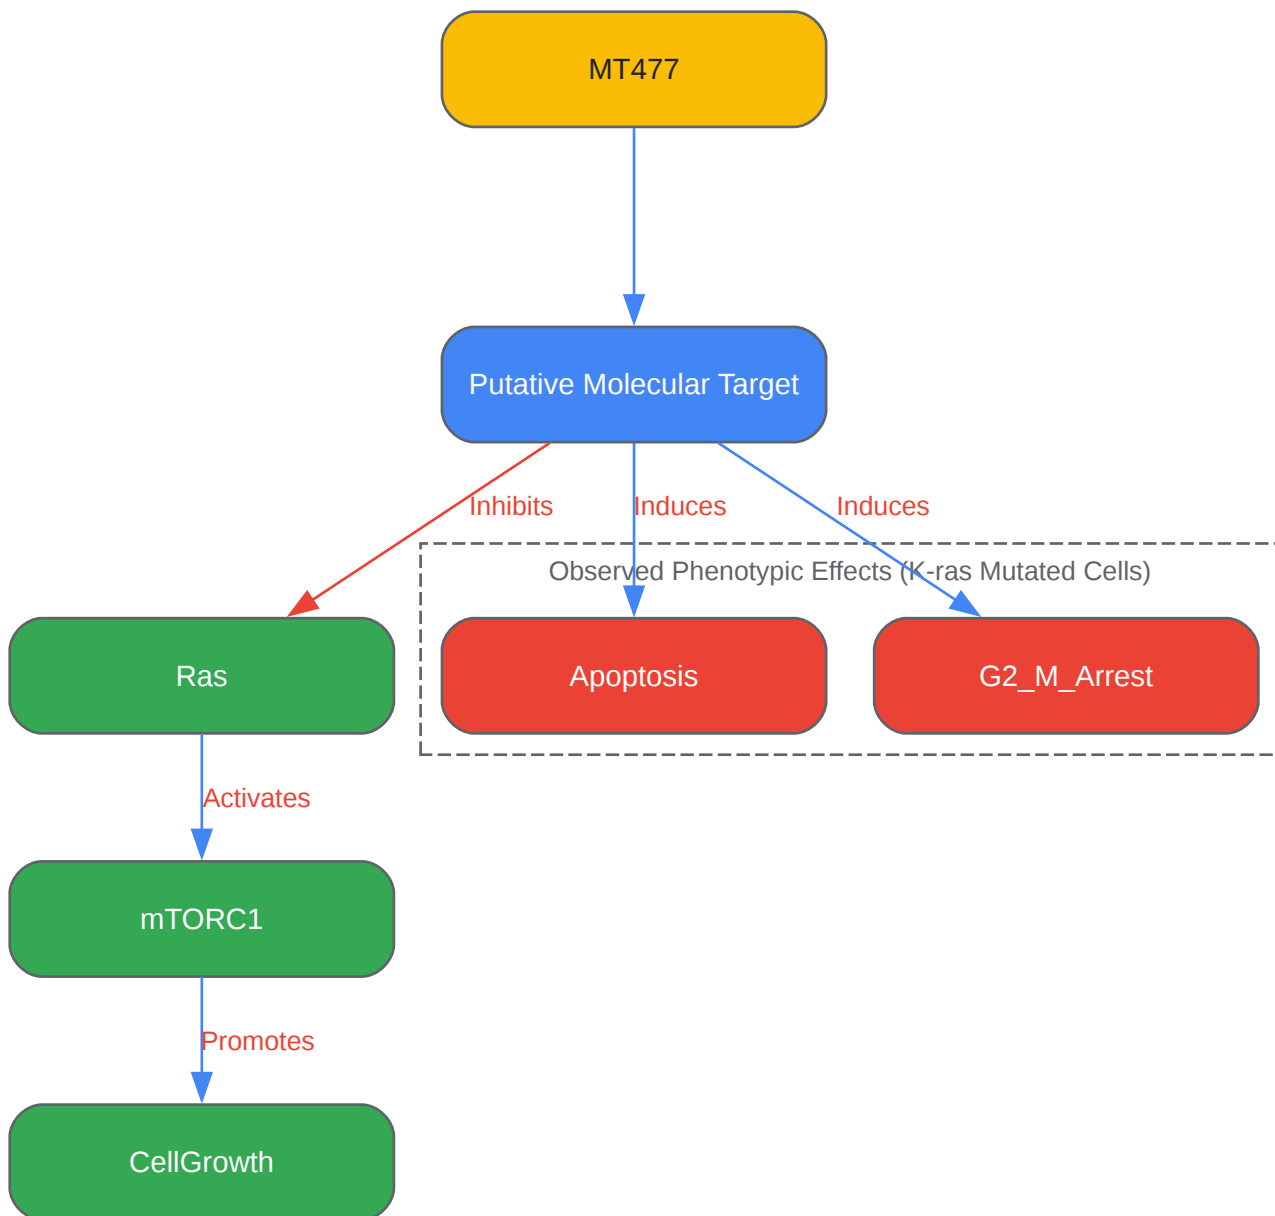 MT477
Putative Molecular Target
Inhibits
Induces
Induces
Observed Phenotypic Effects (K-ras Mutated Cells)
Ras
Apoptosis
G2_M_Arrest
Activates
mTORC1
Promotes
CellGrowth